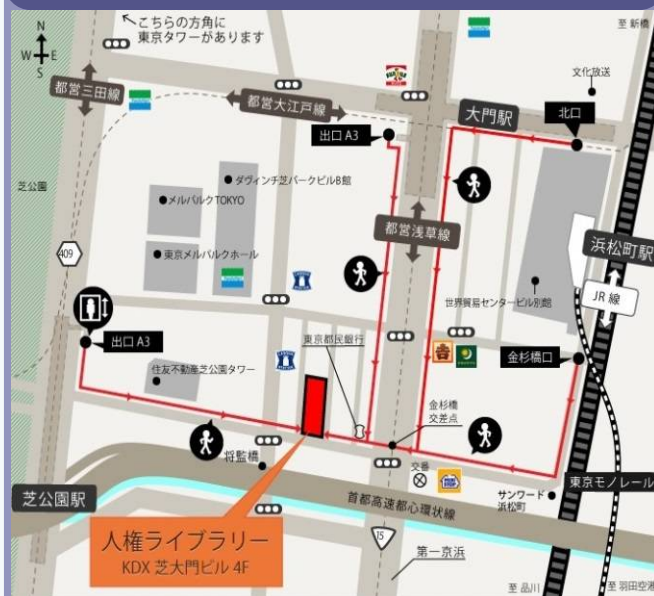 N
W E
S
こちらの方角に
東京タワーがあります
至 新橋
文化放送
都営三田線
都営大江戸線
大門駅
北口
出口 A3
芝公園
ダヴィンチ芝パークビルB館
メルパルクTOKYO
都営浅草線
東京メルパルクホール
409
浜松町駅
JR 線
世界貿易センタービル別館
出口 A3
東京都民銀行
金杉橋口
住友不動産芝公園タワー
金杉橋
交差点
将監橋
交番
サンワード
浜松町
東京モノレール
芝公園駅
首都高速都心環状線
人権ライブラリー
KDX 芝大門ビル 4F
15
第一京浜
至 品川
至 羽田空港